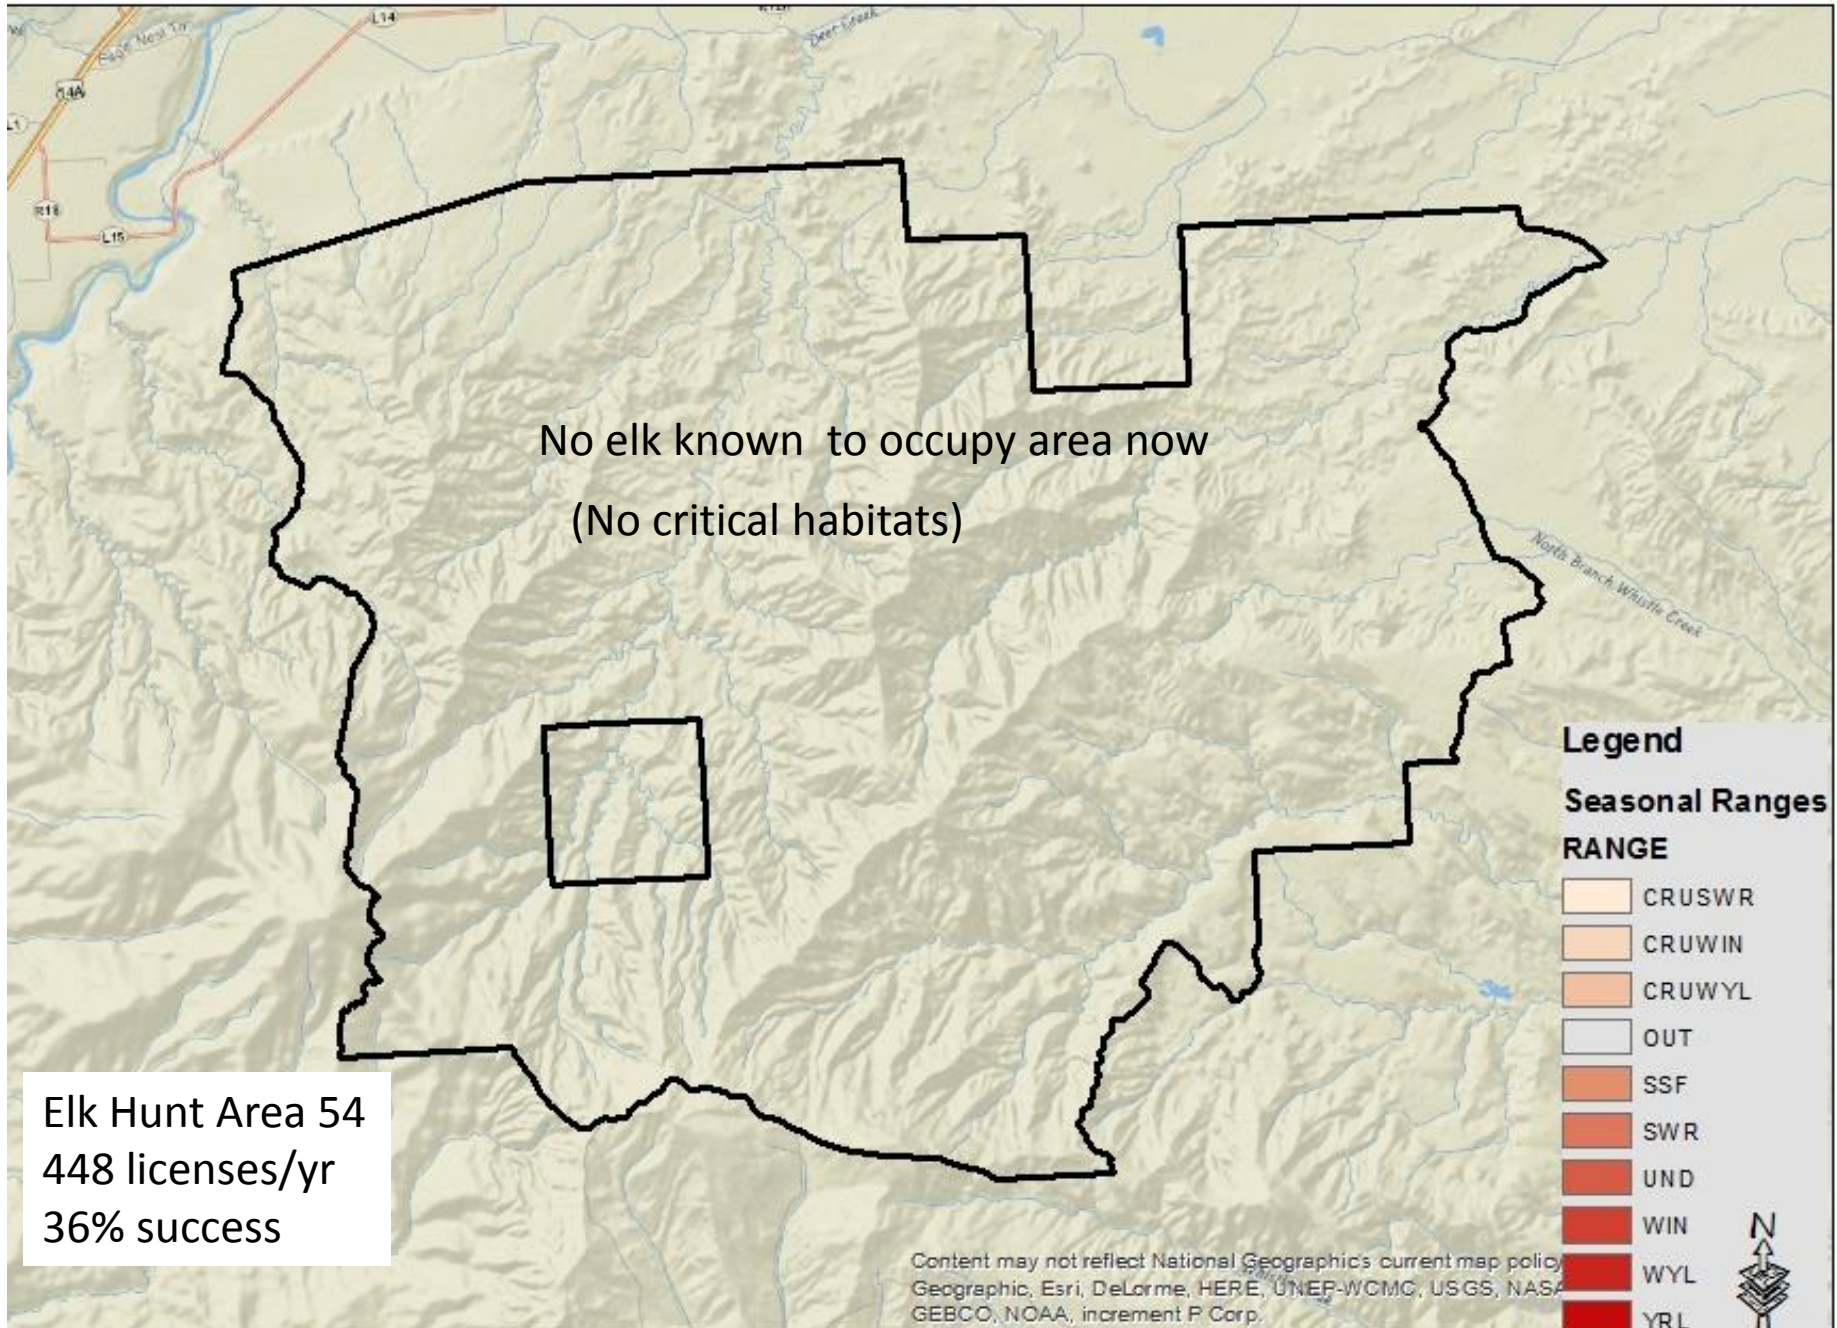 L14
Deer Creek
14A
R18
L15
No elk known to occupy area now
(No critical habitats)
North Branch Whistle Creek
Legend
Seasonal Ranges
RANGE
CRUSWR
CRUWIN
CRUWYL
OUT
SSF
SWR
UND
WIN
WYL
YRL
N
Elk Hunt Area 54
448 licenses/yr
36% success
Content may not reflect National Geographic's current map policy
Geographic, Esri, DeLorme, HERE, UNEP-WCMC, USGS, NASA
GEBCO, NOAA, increment P Corp.